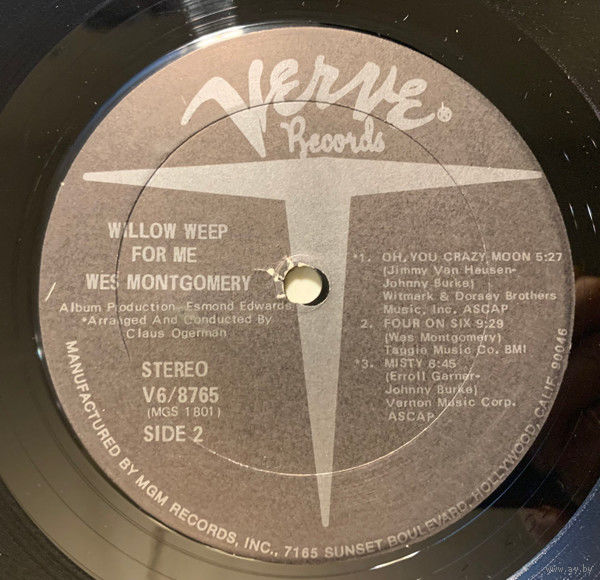 Verve
Records
WILLOW WEEP
FOR ME
WES MONTGOMERY
Album Production - Esmond Edwards
*Arranged And Conducted By
Claus Ogerman
STEREO
V6/8765
(MGS 1801)
SIDE 2
*1. OH, YOU CRAZY MOON 5:27
(Jimmy Van Heusen-
Johnny Burke)
Witmark & Dorsey Brothers
Music, Inc. ASCAP
2. FOUR ON SIX 9:29
(Was Montgomery)
Taggie Music Co. BMI
*3. MISTY 6:45
(Erroll Garner-
Johnny Burke)
Vernon Music Corp.
ASCAP
MANUFACTURED BY MGM RECORDS, INC., 7165 SUNSET BOULEVARD, HOLLYWOOD, CALIF. 90046
www.ay.by